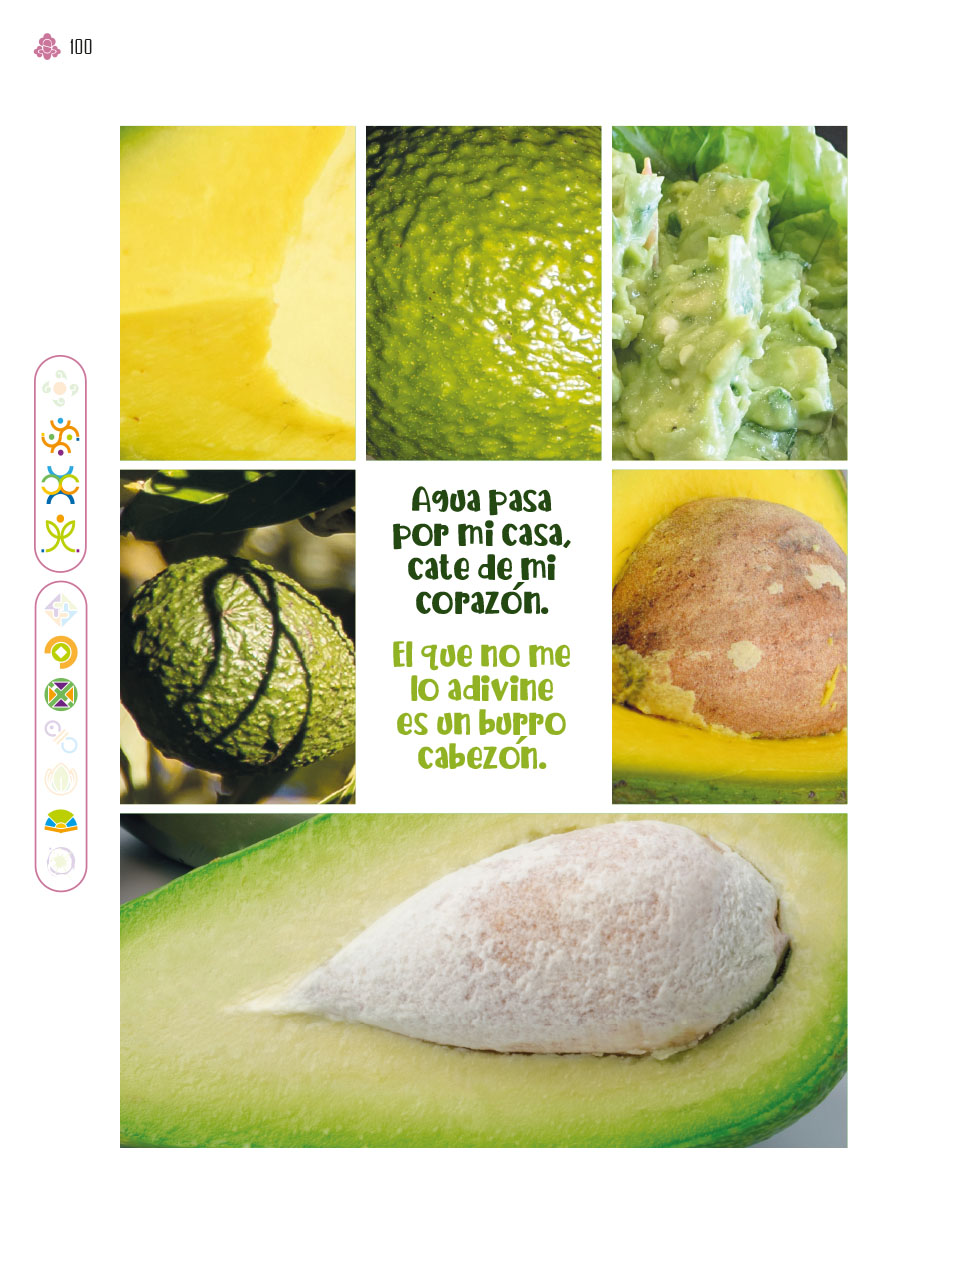 100
Agua pasa
por mi casa,
cate de mi
corazón.
El que no me
lo adivine
es un burro
cabezón.